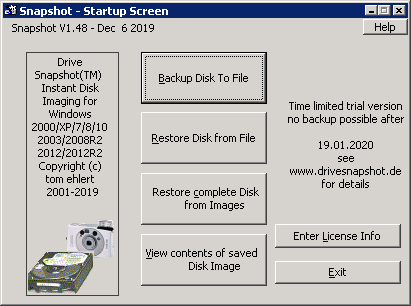 Snapshot - Startup Screen
Snapshot V1.48 - Dec  6 2019
Help
Drive
Snapshot(TM)
Instant Disk
Imaging for
Windows
2000/XP/7/8/10
2003/2008R2
2012/2012R2
Copyright (c)
tom ehlert
2001-2019
Backup Disk To File
Restore Disk from File
Restore complete Disk
from Images
View contents of saved
Disk Image
Time limited trial version
no backup possible after
19.01.2020
see
www.drivesnapshot.de
for details
Enter License Info
Exit